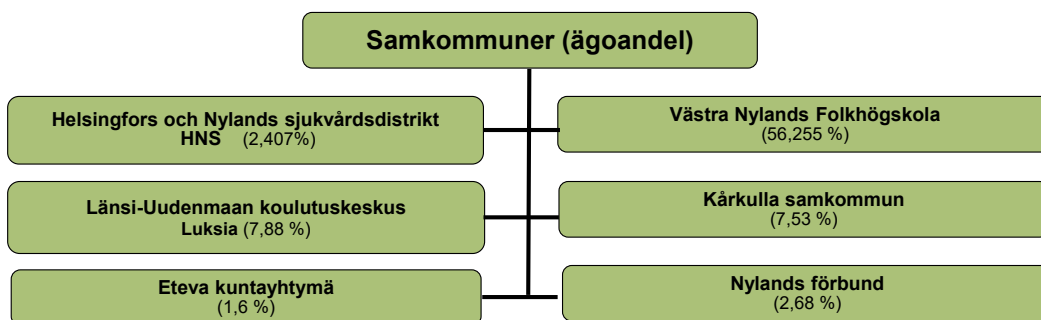 Samkommuner (ägoandel)
Helsingfors och Nylands sjukvårdsdistrikt
HNS (2,407%)
Västra Nylands Folkhögskola
(56,255 %)
Länsi-Uudenmaan koulutuskeskus
Luksia (7,88 %)
Kårkulla samkommun
(7,53 %)
Eteva kuntayhtymä
(1,6 %)
Nylands förbund
(2,68 %)